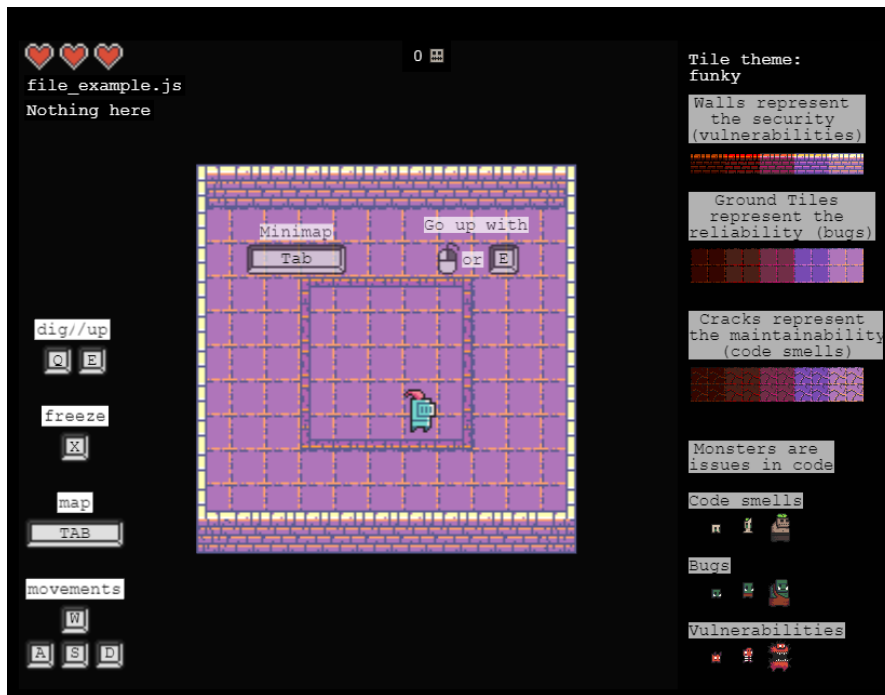 0
file_example.js
Nothing here
Minimap
Tab
Go up with
or E
dig//up
Q E
freeze
X
map
TAB
movements
W
A S D
Tile theme:
funky
Walls represent
the security
(vulnerabilities)
Ground Tiles
represent the
reliability (bugs)
Cracks represent
the maintainability
(code smells)
Monsters are
issues in code
Code smells
Bugs
Vulnerabilities